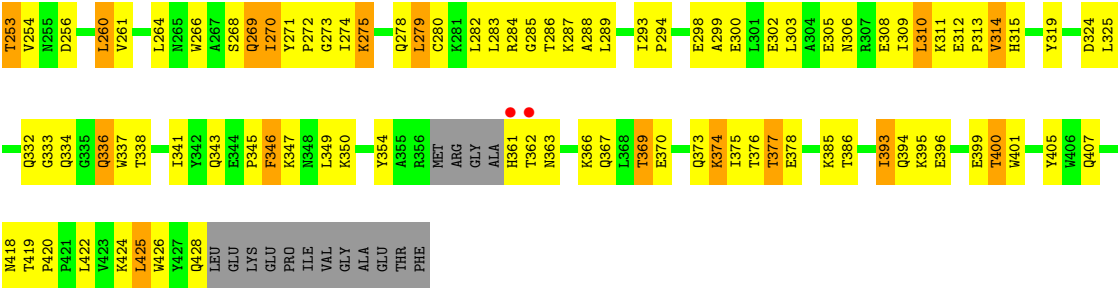 T253 V254 N255 D256 L260 V261 L264 N265 W266 A267 S268 Q269 I270 Y271 P272 G273 I274 K275 Q278 L279 C280 K281 L282 L283 R284 G285 T286 K287 A288 L289 I293 P294 E298 A299 E300 L301 E302 L303 A304 E305 N306 R307 E308 I309 L310 K311 E312 P313 V314 H315 Y319 D324 L325
Q332 G333 Q334 G335 Q336 W337 T338 I341 Y342 Q343 E344 P345 F346 K347 N348 L349 K350 Y354 A355 R356 MET ARG GLY ALA H361 T362 N363 K366 Q367 L368 T369 E370 Q373 K374 I375 T376 T377 E378 K385 T386 I393 Q394 K395 E396 E399 T400 W401 Y405 W406 Q407
N418 T419 P420 P421 L422 V423 K424 L425 W426 Y427 Q428 LEU GLU LYS GLU PRO ILE VAL GLY ALA GLU THR PHE